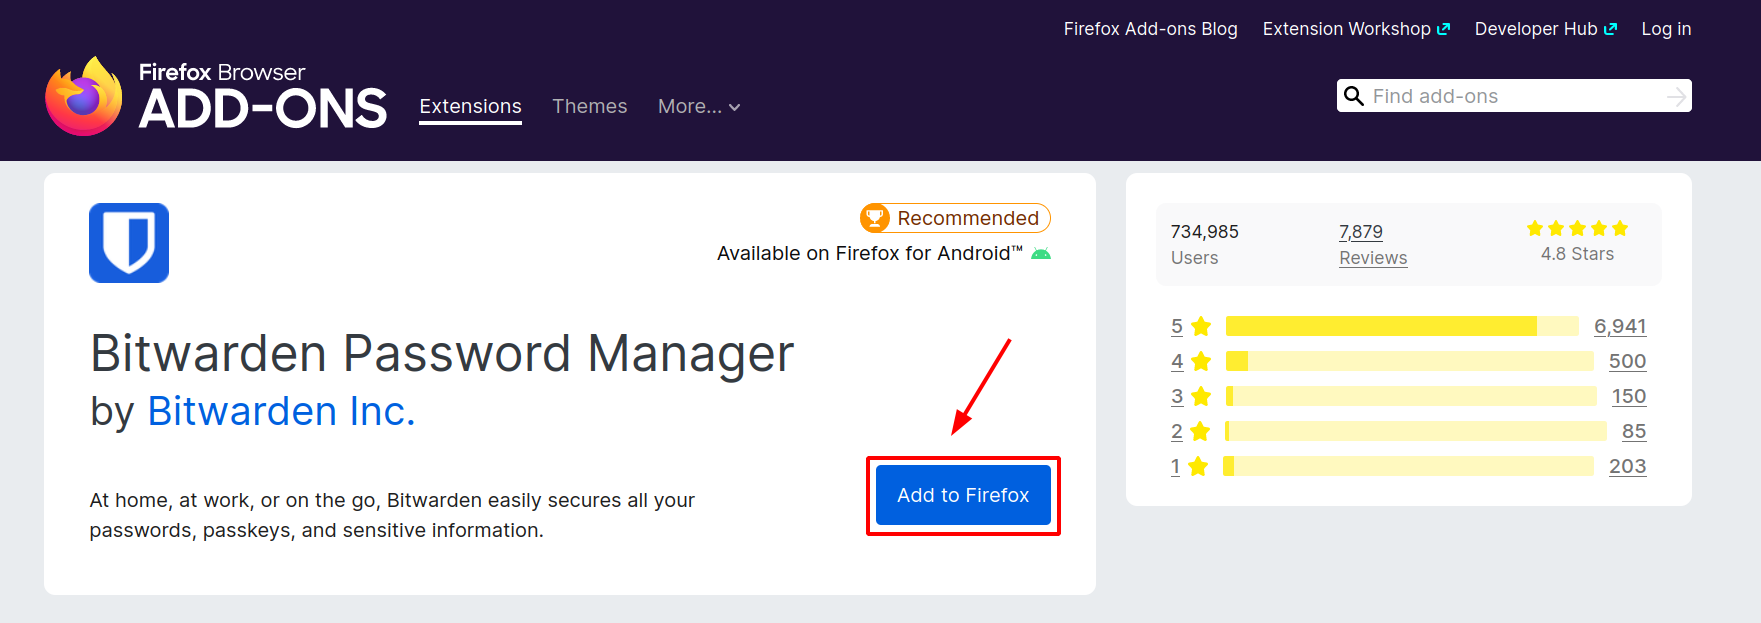 Firefox Add-ons Blog Extension Workshop Developer Hub Log in
Firefox Browser
ADD-ONS
Extensions Themes More...
Find add-ons
Recommended
Available on Firefox for Android™
Bitwarden Password Manager
by Bitwarden Inc.
At home, at work, or on the go, Bitwarden easily secures all your
passwords, passkeys, and sensitive information.
Add to Firefox
734,985
Users
7,879
Reviews
4.8 Stars
5 6,941
4 500
3 150
2 85
1 203